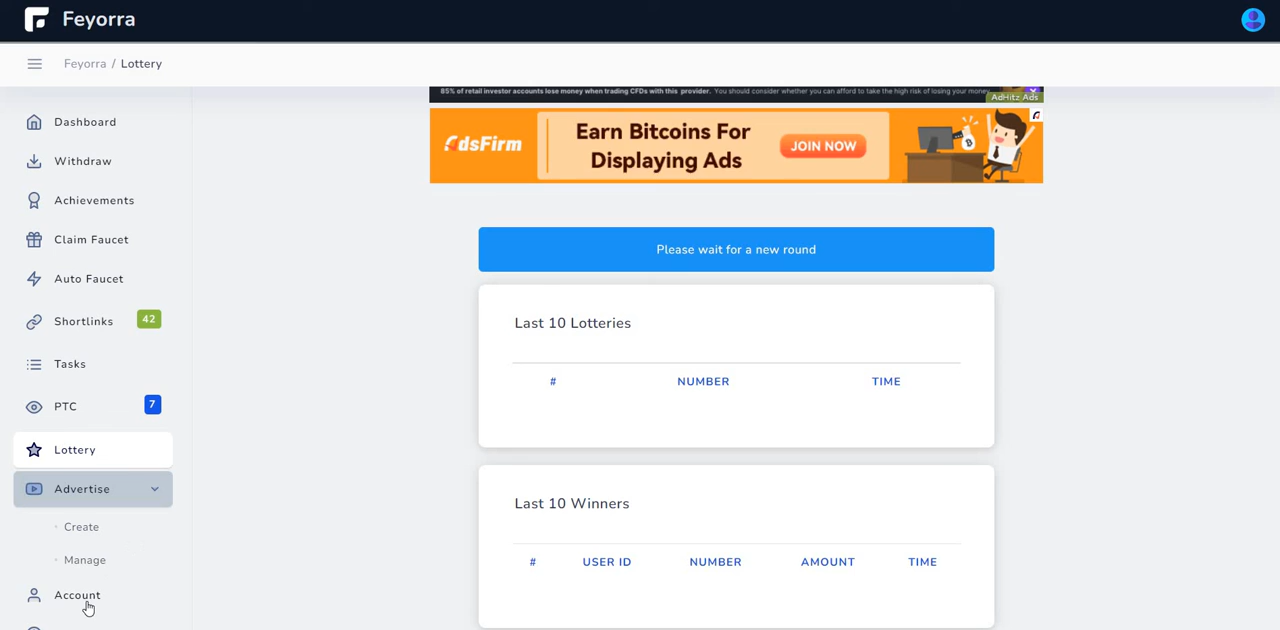 Feyorra
Feyorra / Lottery
85% of retail investor accounts lose money when trading CFDs with this provider. You should consider whether you can afford to take the high risk of losing your money.
AdHitz Ads
AdsFirm
Earn Bitcoins For
Displaying Ads
JOIN NOW
Dashboard
Withdraw
Achievements
Claim Faucet
Auto Faucet
Shortlinks 42
Tasks
PTC 7
Lottery
Advertise
Create
Manage
Account
Please wait for a new round
Last 10 Lotteries
# NUMBER TIME
Last 10 Winners
# USER ID NUMBER AMOUNT TIME